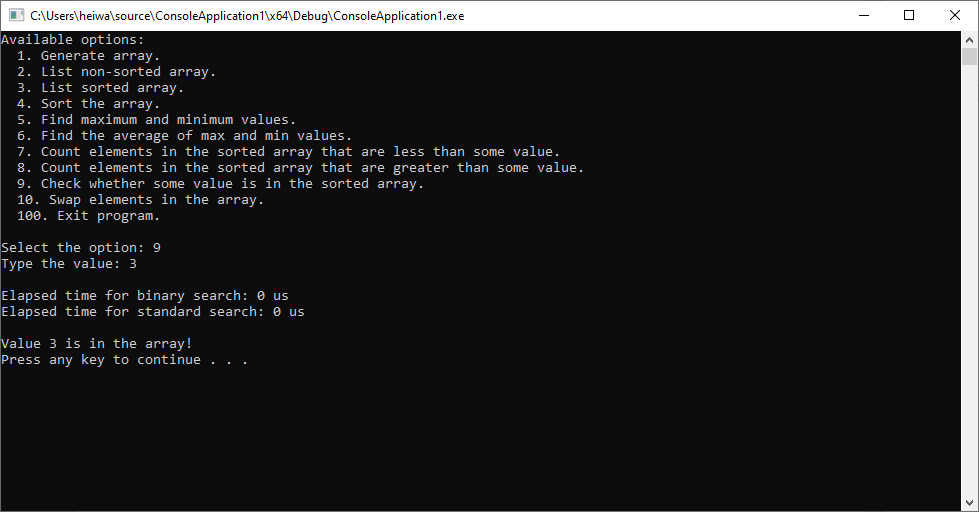 C:\Users\heiwa\source\ConsoleApplication1\x64\Debug\ConsoleApplication1.exe
Available options:
  1. Generate array.
  2. List non-sorted array.
  3. List sorted array.
  4. Sort the array.
  5. Find maximum and minimum values.
  6. Find the average of max and min values.
  7. Count elements in the sorted array that are less than some value.
  8. Count elements in the sorted array that are greater than some value.
  9. Check whether some value is in the sorted array.
  10. Swap elements in the array.
  100. Exit program.
Select the option: 9
Type the value: 3
Elapsed time for binary search: 0 us
Elapsed time for standard search: 0 us
Value 3 is in the array!
Press any key to continue . . .